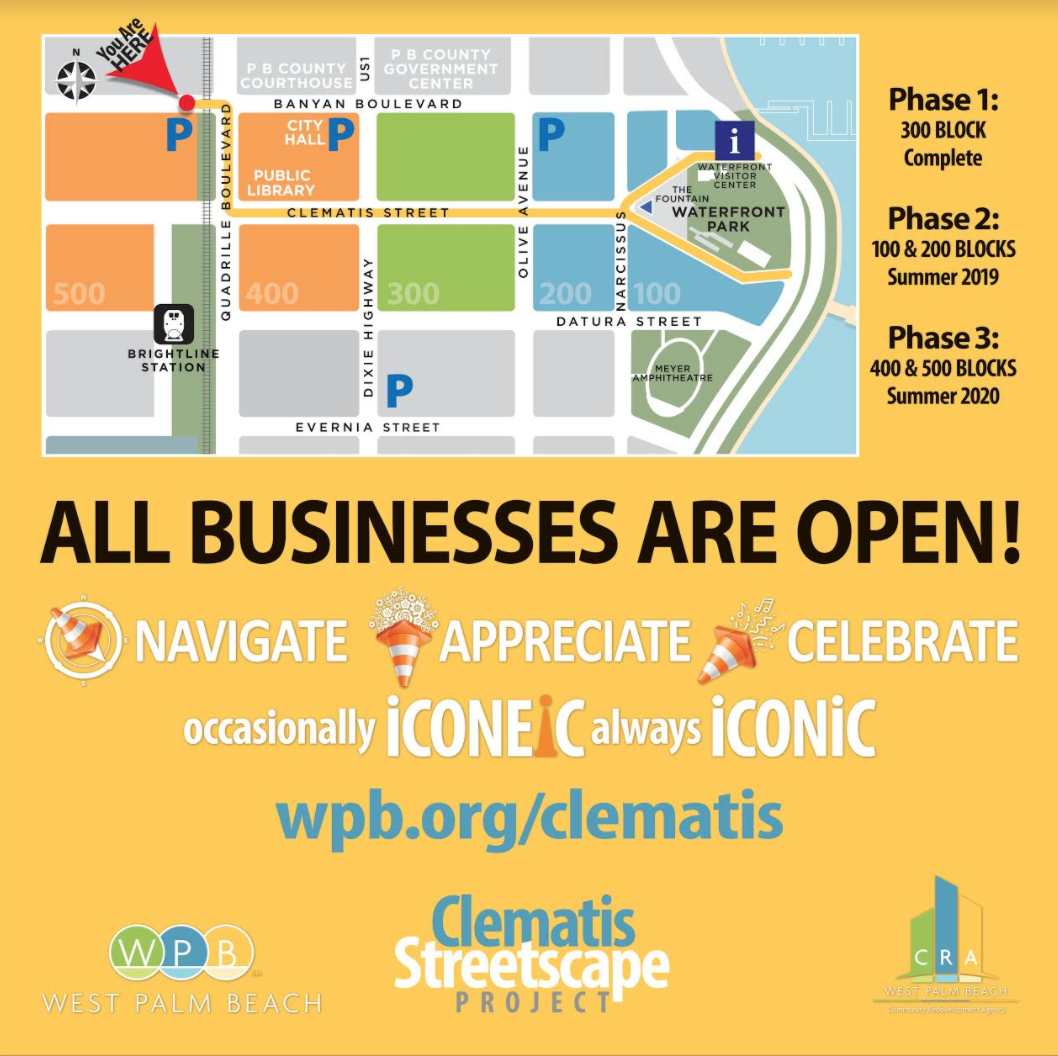 You Are
HERE
N
P B COUNTY
COURTHOUSE
US1
P B COUNTY
GOVERNMENT
CENTER
BANYAN BOULEVARD
P
CITY
HALL
P
P
i
WATERFRONT
VISITOR
CENTER
PUBLIC
LIBRARY
THE
FOUNTAIN
WATERFRONT
PARK
QUADRILLE BOULEVARD
CLEMATIS STREET
OLIVE AVENUE
NARCISSUS
500
400
300
200
100
DIXIE HIGHWAY
DATURA STREET
BRIGHTLINE
STATION
P
MEYER
AMPHITHEATRE
EVERNIA STREET
Phase 1:
300 BLOCK
Complete
Phase 2:
100 & 200 BLOCKS
Summer 2019
Phase 3:
400 & 500 BLOCKS
Summer 2020
ALL BUSINESSES ARE OPEN!
N
NAVIGATE APPRECIATE CELEBRATE
occasionally iCONEiC always iCONiC
wpb.org/clematis
WPB
WEST PALM BEACH
Clematis
Streetscape
PROJECT
CRA
WEST PALM BEACH
Community Redevelopment Agency